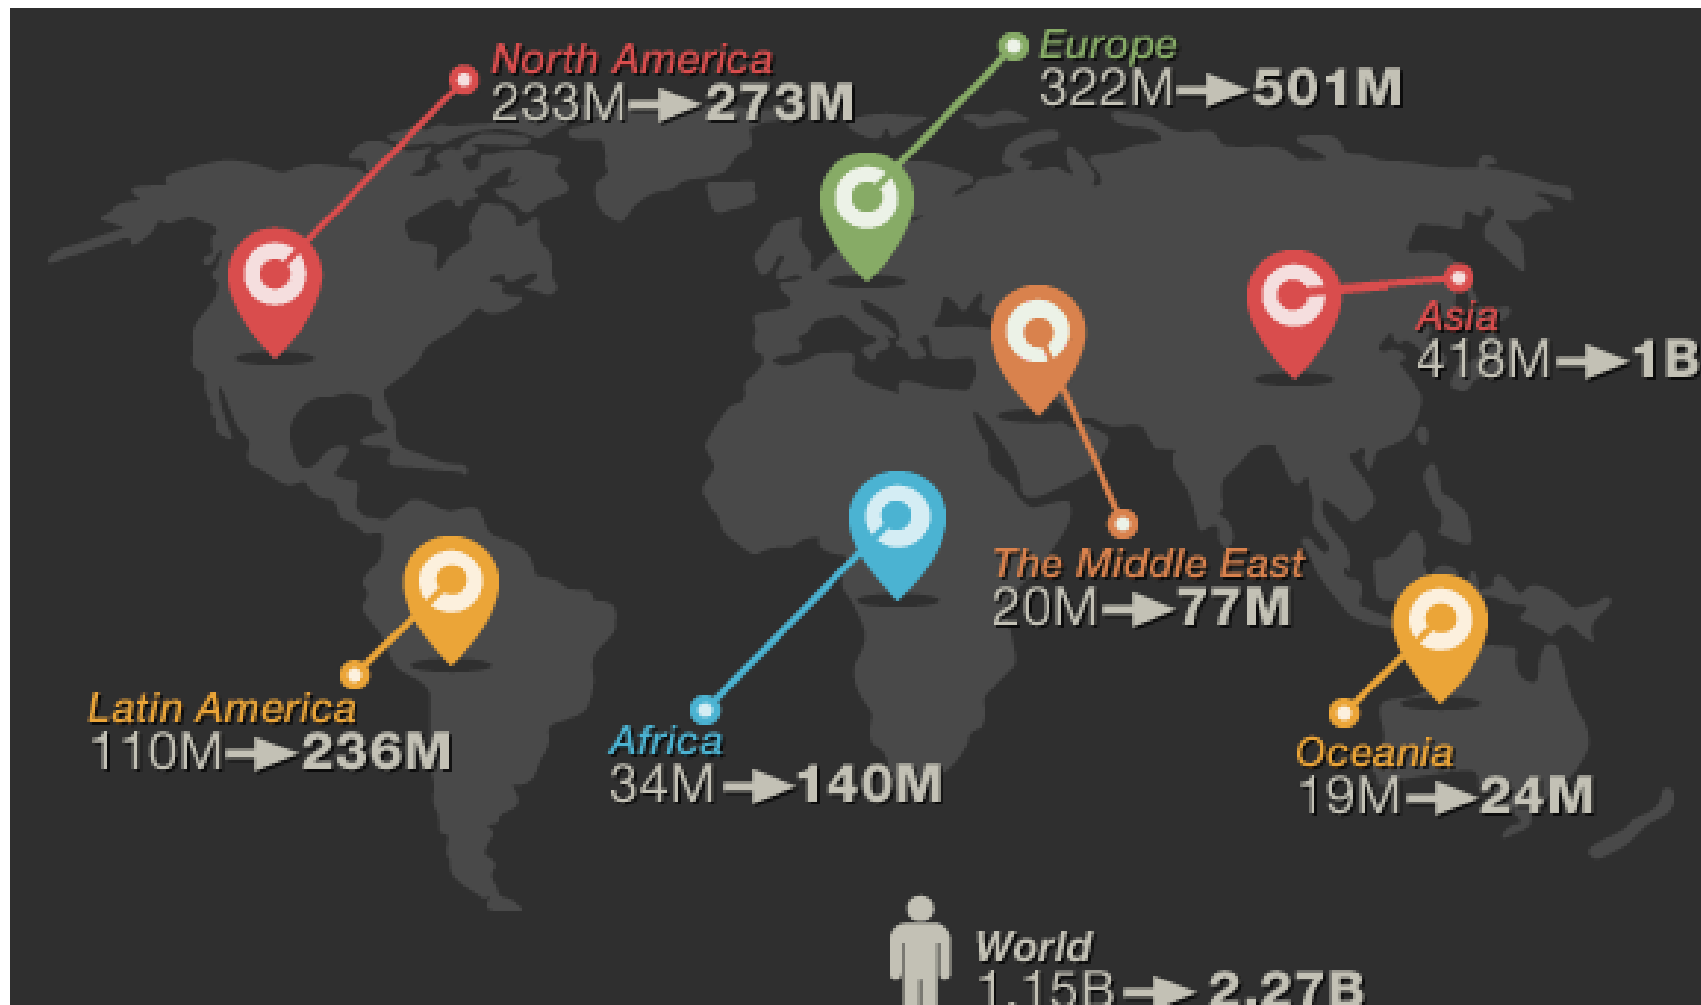 North America
233M 273M
Europe
322M 501M
Asia
418M 1B
The Middle East
20M 77M
Latin America
110M 236M
Africa
34M 140M
Oceania
19M 24M
World
1.15B 2.27B